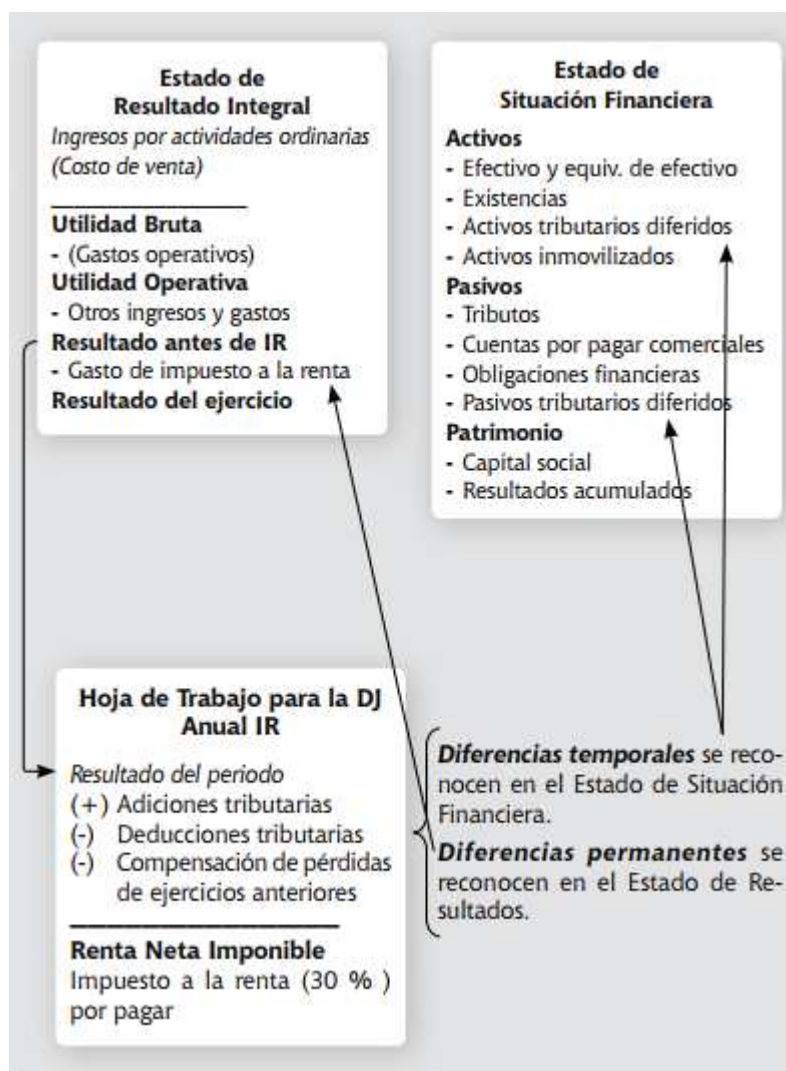 Estado de
Resultado Integral
Ingresos por actividades ordinarias
(Costo de venta)
Utilidad Bruta
- (Gastos operativos)
Utilidad Operativa
- Otros ingresos y gastos
Resultado antes de IR
- Gasto de impuesto a la renta
Resultado del ejercicio
Estado de
Situación Financiera
Activos
- Efectivo y equiv. de efectivo
- Existencias
- Activos tributarios diferidos
- Activos inmovilizados
Pasivos
- Tributos
- Cuentas por pagar comerciales
- Obligaciones financieras
- Pasivos tributarios diferidos
Patrimonio
- Capital social
- Resultados acumulados
Hoja de Trabajo para la DJ
Anual IR
Resultado del periodo
(+) Adiciones tributarias
(-) Deducciones tributarias
(-) Compensación de pérdidas
de ejercicios anteriores
Renta Neta Imponible
Impuesto a la renta (30 % )
por pagar
Diferencias temporales se reco-
nocen en el Estado de Situación
Financiera.
Diferencias permanentes se
reconocen en el Estado de Re-
sultados.